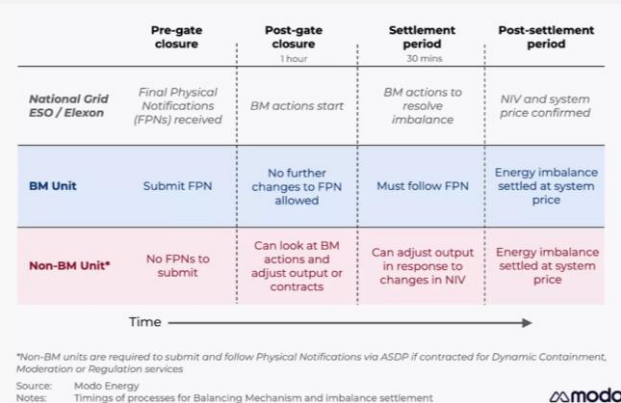 Pre-gate closure
Post-gate closure
1 hour
Settlement period
30 mins
Post-settlement period
National Grid ESO / Elexon
Final Physical Notifications (FPNs) received
BM actions start
BM actions to resolve imbalance
NIV and system price confirmed
BM Unit
Submit FPN
No further changes to FPN allowed
Must follow FPN
Energy imbalance settled at system price
Non-BM Unit*
No FPNs to submit
Can look at BM actions and adjust output or contracts
Can adjust output in response to changes in NIV
Energy imbalance settled at system price
Time
*Non-BM units are required to submit and follow Physical Notifications via ASDP if contracted for Dynamic Containment,
Moderation or Regulation services
Source: Modo Energy
Notes: Timings of processes for Balancing Mechanism and imbalance settlement
modo